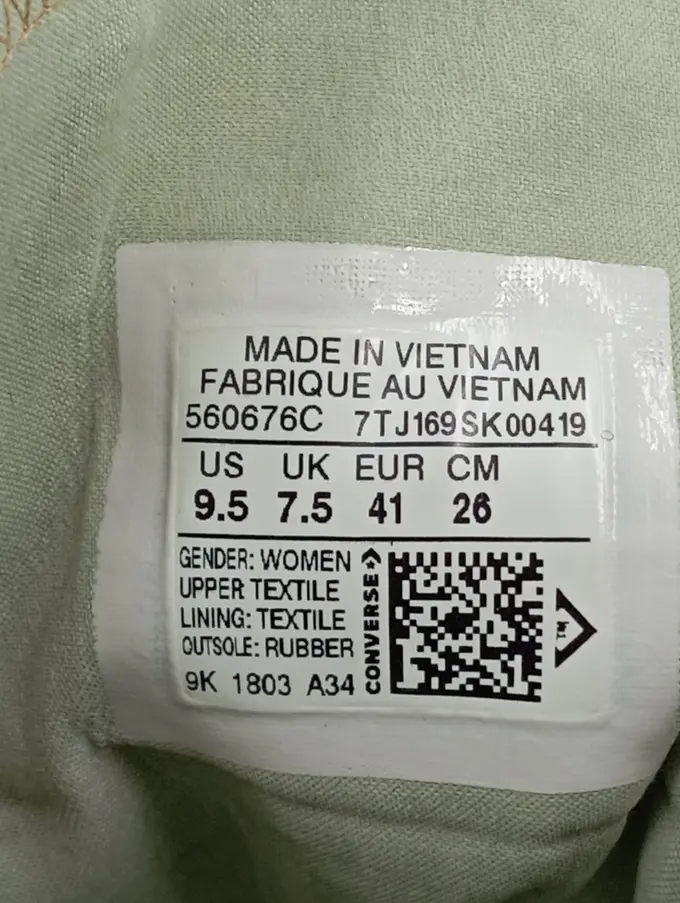 MADE IN VIETNAM
FABRIQUE AU VIETNAM
560676C 7TJ169SK00419
US UK EUR CM
9.5 7.5 41 26
GENDER: WOMEN
UPPER TEXTILE
LINING: TEXTILE
OUTSOLE: RUBBER
9K 1803 A34
CONVERSE
TM